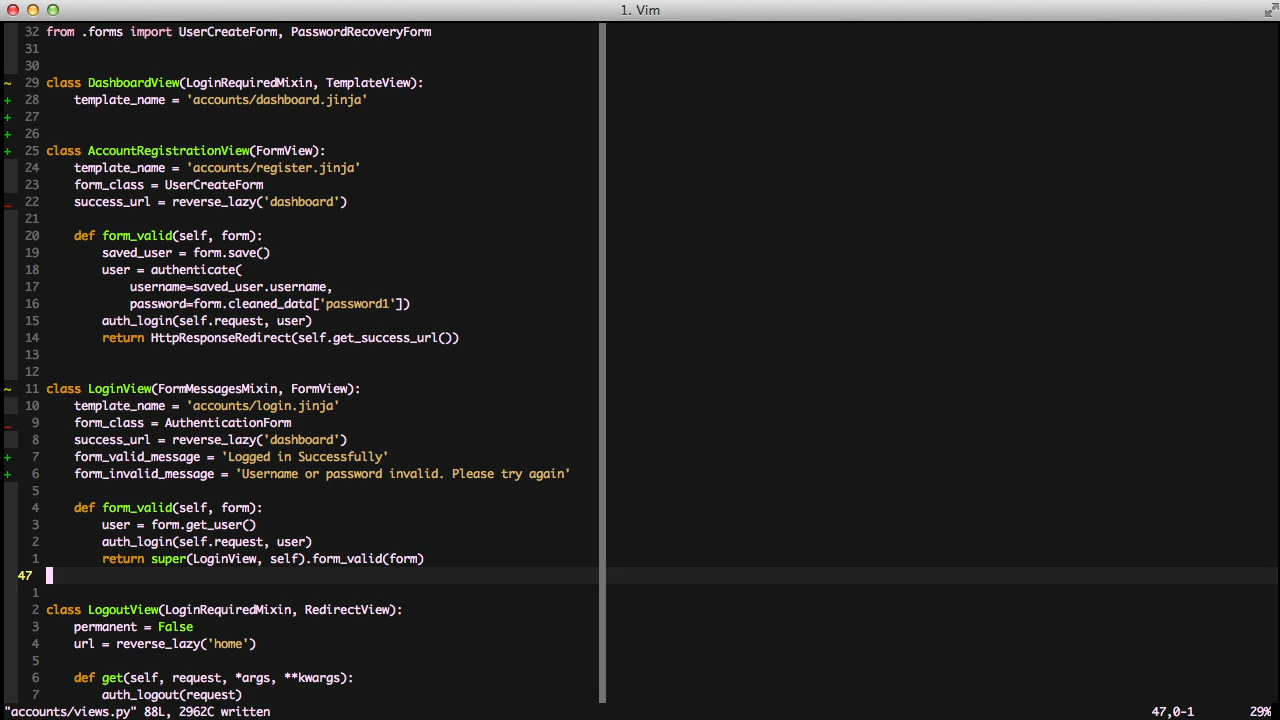 1. Vim
32 from .forms import UserCreateForm, PasswordRecoveryForm
31
30
~ 29 class DashboardView(LoginRequiredMixin, TemplateView):
+ 28     template_name = 'accounts/dashboard.jinja'
+ 27
+ 26
+ 25 class AccountRegistrationView(FormView):
24     template_name = 'accounts/register.jinja'
23     form_class = UserCreateForm
_ 22     success_url = reverse_lazy('dashboard')
21
20     def form_valid(self, form):
19         saved_user = form.save()
18         user = authenticate(
17             username=saved_user.username,
16             password=form.cleaned_data['password1'])
15         auth_login(self.request, user)
14         return HttpResponseRedirect(self.get_success_url())
13
12
~ 11 class LoginView(FormMessagesMixin, FormView):
10     template_name = 'accounts/login.jinja'
_ 9     form_class = AuthenticationForm
8     success_url = reverse_lazy('dashboard')
+ 7     form_valid_message = 'Logged in Successfully'
+ 6     form_invalid_message = 'Username or password invalid. Please try again'
5
4     def form_valid(self, form):
3         user = form.get_user()
2         auth_login(self.request, user)
1         return super(LoginView, self).form_valid(form)
47
1
2 class LogoutView(LoginRequiredMixin, RedirectView):
3     permanent = False
4     url = reverse_lazy('home')
5
6     def get(self, request, *args, **kwargs):
7         auth_logout(request)
"accounts/views.py" 88L, 2962C written 47,0-1 29%